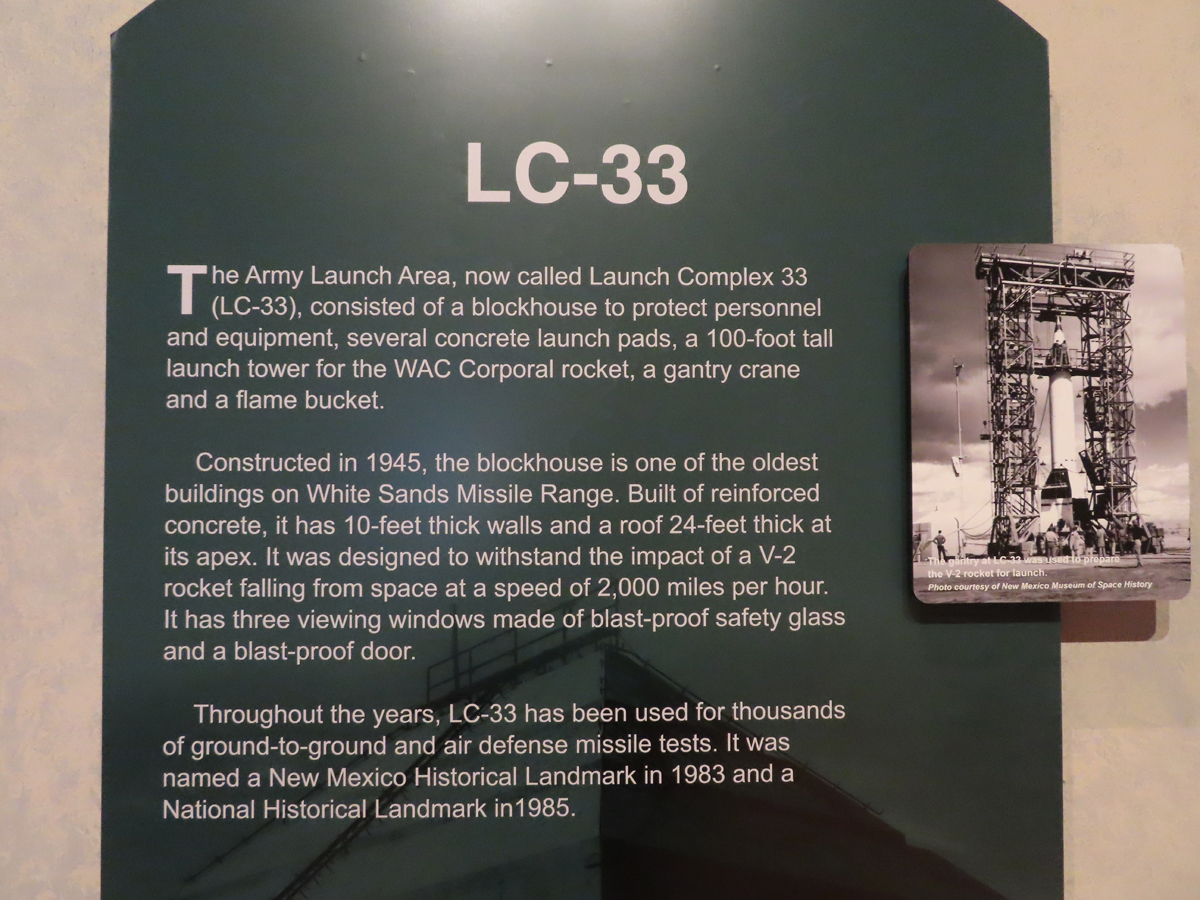 LC-33
The Army Launch Area, now called Launch Complex 33
(LC-33), consisted of a blockhouse to protect personnel
and equipment, several concrete launch pads, a 100-foot tall
launch tower for the WAC Corporal rocket, a gantry crane
and a flame bucket.
Constructed in 1945, the blockhouse is one of the oldest
buildings on White Sands Missile Range. Built of reinforced
concrete, it has 10-feet thick walls and a roof 24-feet thick at
its apex. It was designed to withstand the impact of a V-2
rocket falling from space at a speed of 2,000 miles per hour.
It has three viewing windows made of blast-proof safety glass
and a blast-proof door.
Throughout the years, LC-33 has been used for thousands
of ground-to-ground and air defense missile tests. It was
named a New Mexico Historical Landmark in 1983 and a
National Historical Landmark in1985.
The gantry at LC-33 was used to prepare
the V-2 rocket for launch.
Photo courtesy of New Mexico Museum of Space History